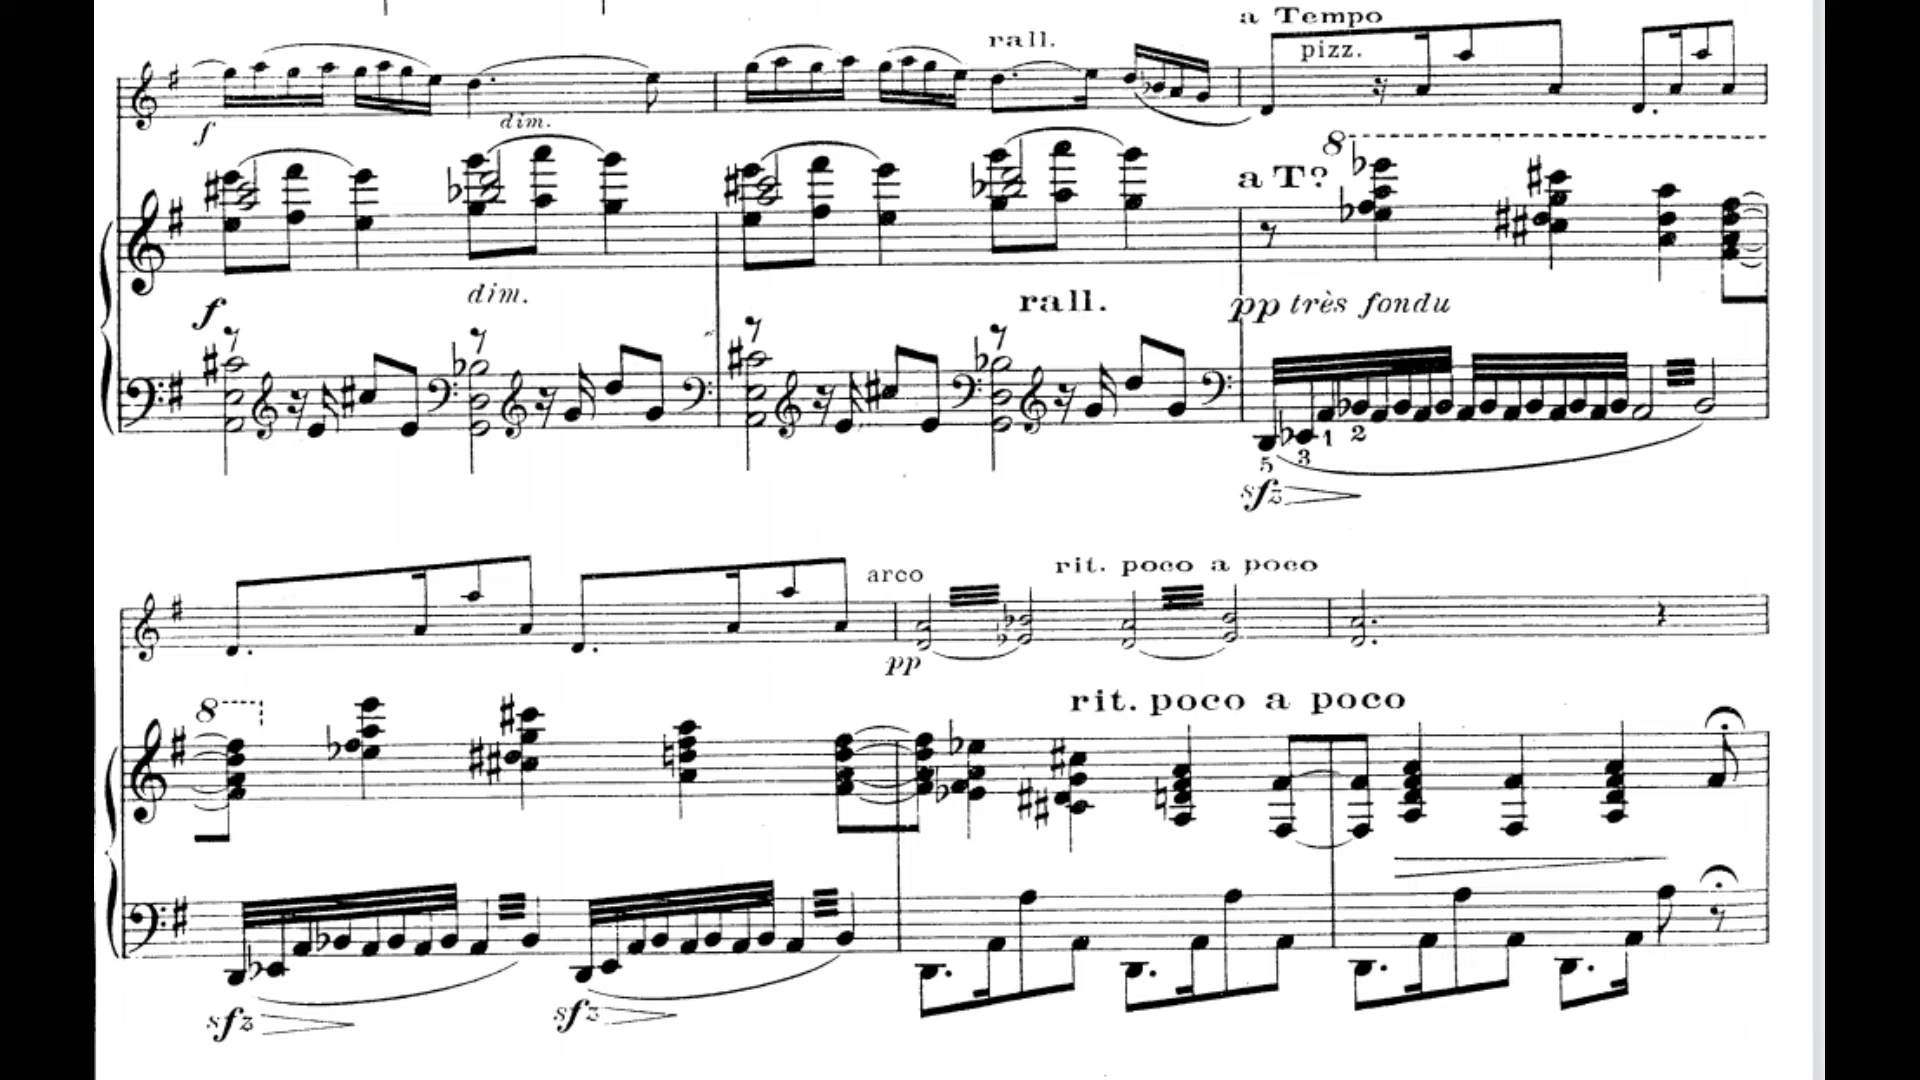 a Tempo
rall.
pizz.
f
dim.
8
a T?
f
dim.
rall.
pp très fondu
1 2
5 3
sfz
arco
rit. poco a poco
pp
8
rit. poco a poco
sfz
sfz